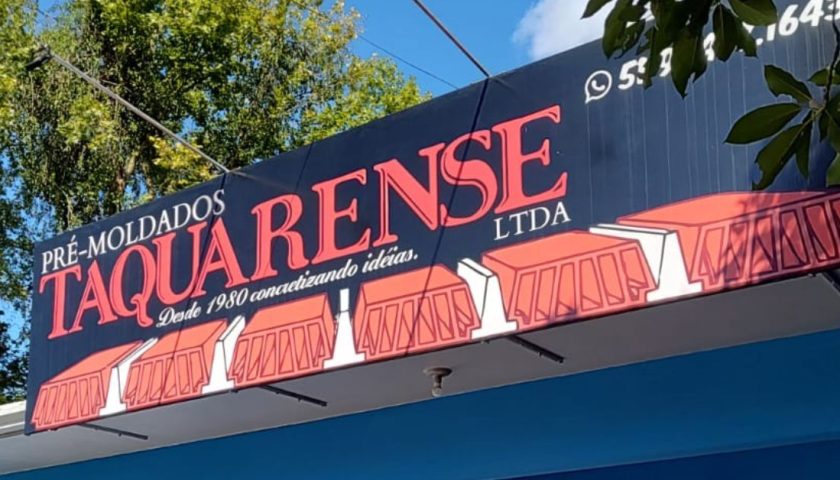 PRÉ-MOLDADOS
TAQUARENSE
LTDA
Desde 1980 concretizando idéias.